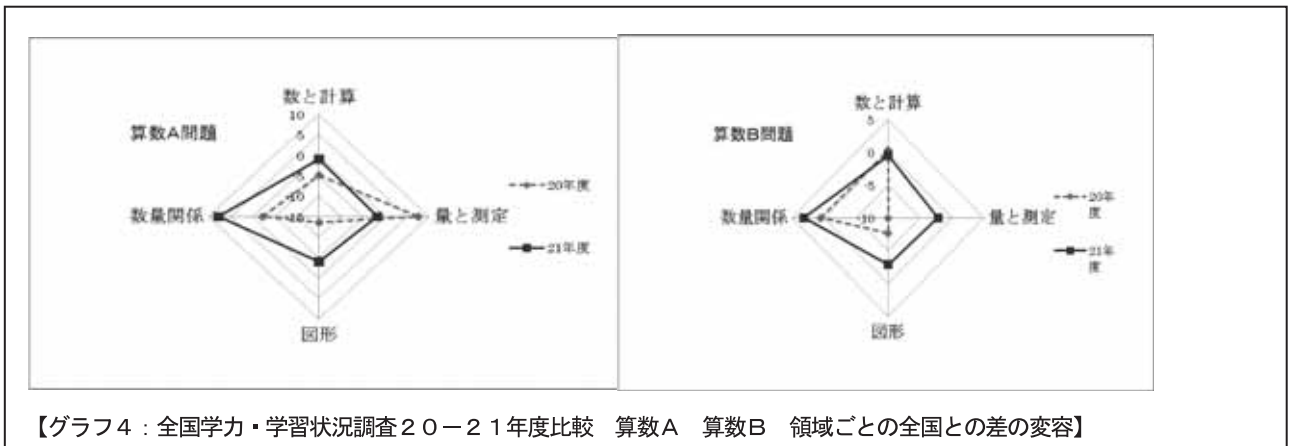 数と計算
10
算数A問題
5
0
-5
-10
-15
数量関係
量と測定
図形
20年度
21年度
数と計算
5
算数B問題
0
-5
-10
数量関係
量と測定
図形
20年
度
21年
度
【グラフ4:全国学力・学習状況調査20-21年度比較 算数A 算数B 領域ごとの全国との差の変容】